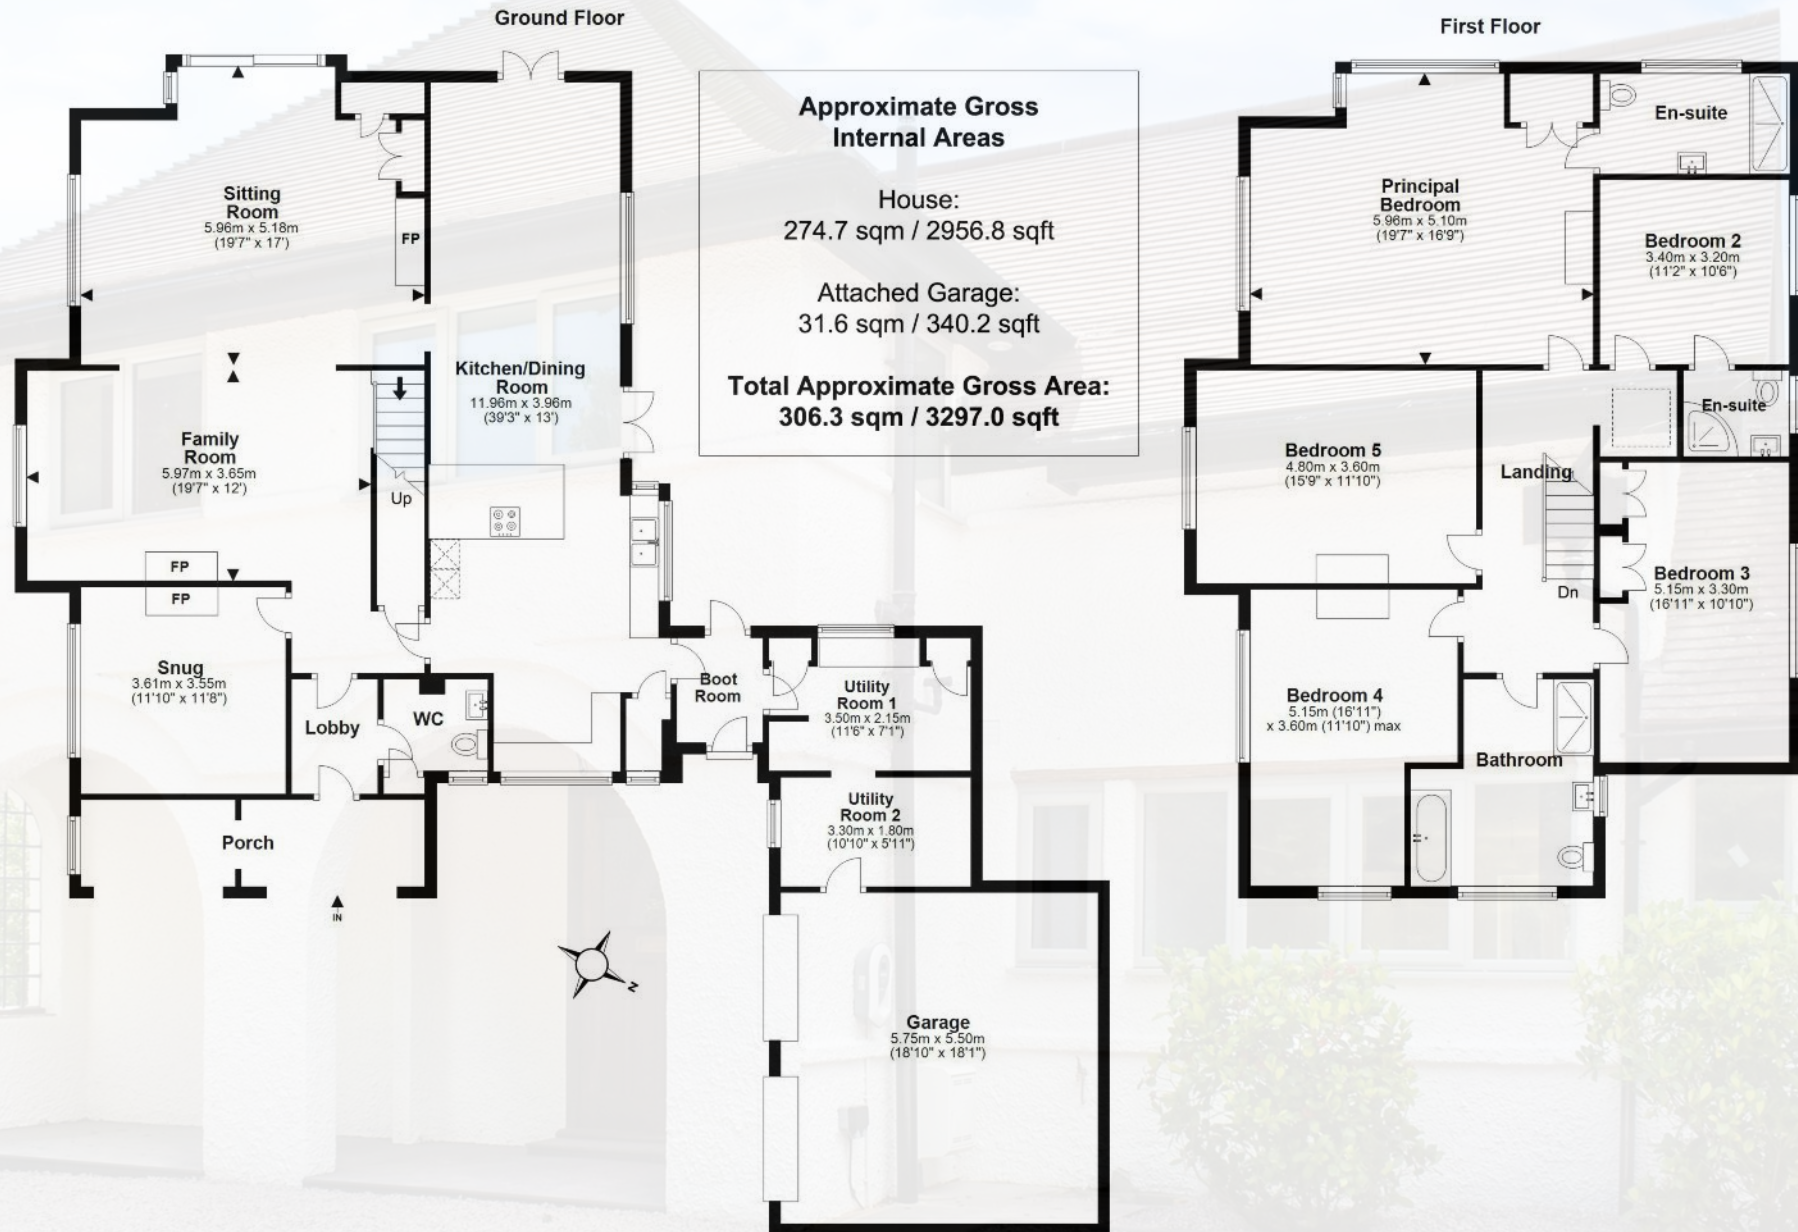 Ground Floor
First Floor
Approximate Gross
Internal Areas
House:
274.7 sqm / 2956.8 sqft
Attached Garage:
31.6 sqm / 340.2 sqft
Total Approximate Gross Area:
306.3 sqm / 3297.0 sqft
Sitting
Room
5.96m x 5.18m
(19'7" x 17')
FP
Kitchen/Dining
Room
11.96m x 3.96m
(39'3" x 13')
Family
Room
5.97m x 3.65m
(19'7" x 12')
Up
FP
FP
Snug
3.61m x 3.55m
(11'10" x 11'8")
Lobby
WC
Boot
Room
Utility
Room 1
3.50m x 2.15m
(11'6" x 7'1")
Utility
Room 2
3.30m x 1.80m
(10'10" x 5'11")
Porch
IN
N
Garage
5.75m x 5.50m
(18'10" x 18'1")
En-suite
Principal
Bedroom
5.96m x 5.10m
(19'7" x 16'9")
Bedroom 2
3.40m x 3.20m
(11'2" x 10'6")
En-suite
Bedroom 5
4.80m x 3.60m
(15'9" x 11'10")
Landing
Dn
Bedroom 3
5.15m x 3.30m
(16'11" x 10'10")
Bedroom 4
5.15m (16'11")
x 3.60m (11'10") max
Bathroom